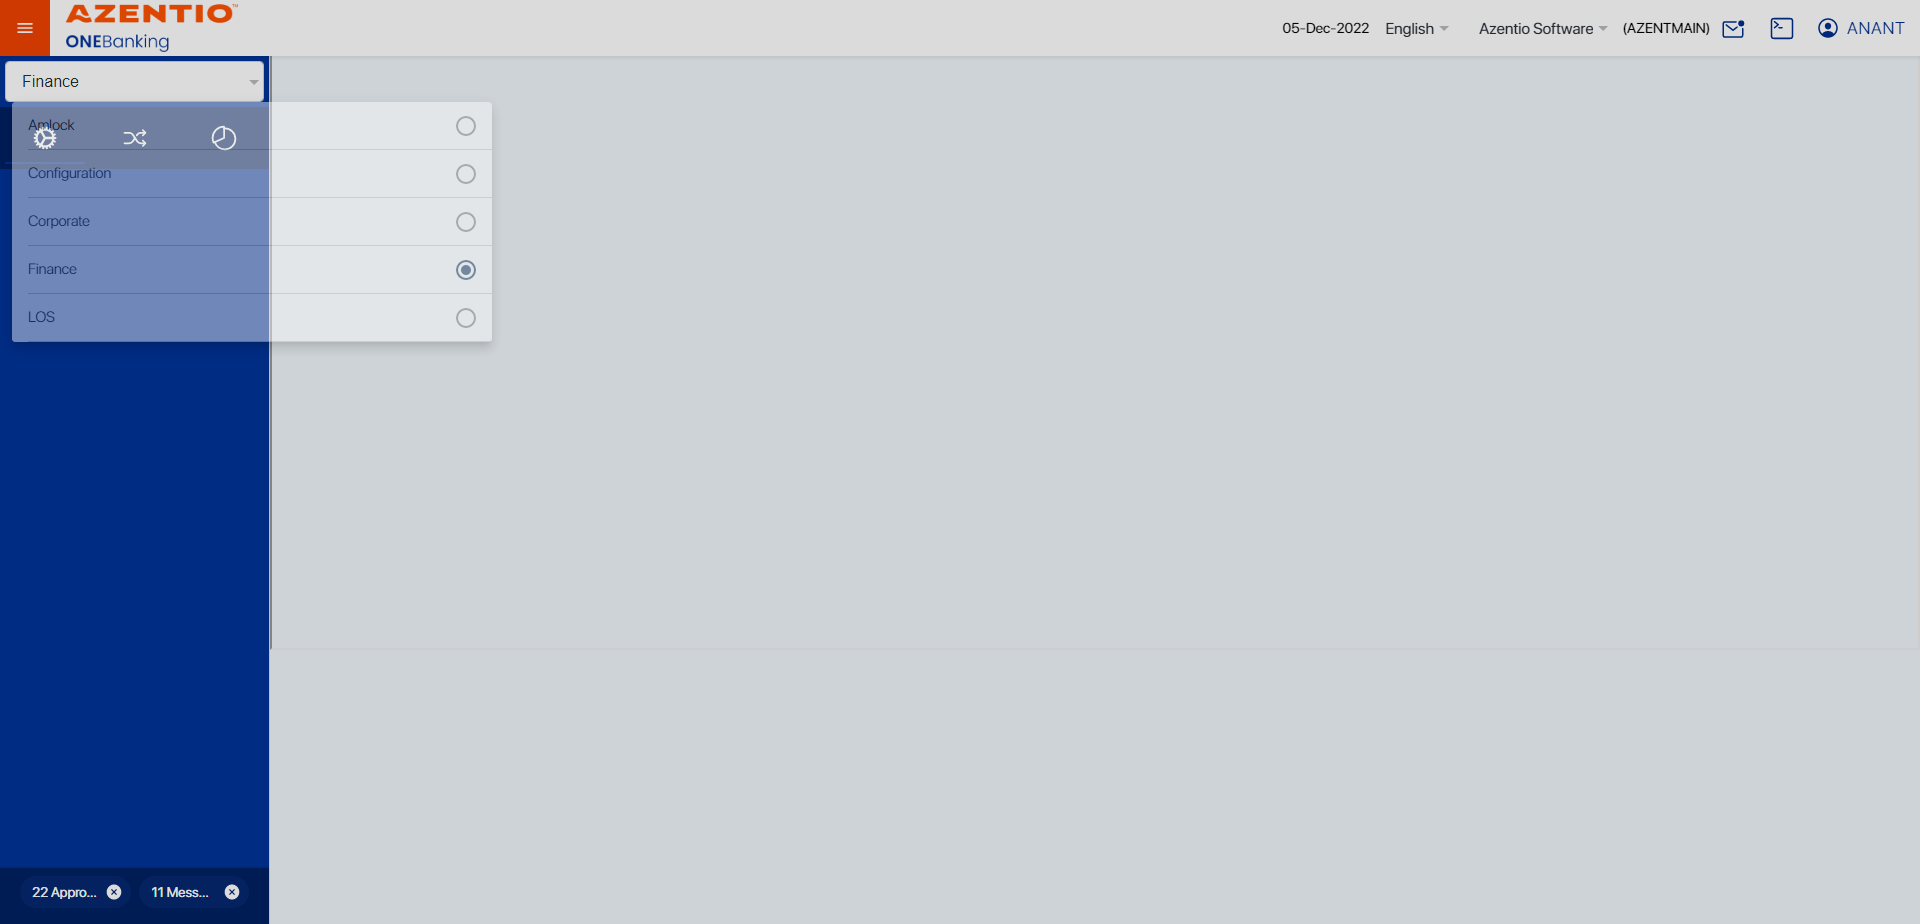 AZENTIO™
ONEBanking
05-Dec-2022 English Azentio Software (AZENTMAIN) ANANT
Finance
Amlock
Configuration
Corporate
Finance
LOS
22 Appro... 11 Mess...